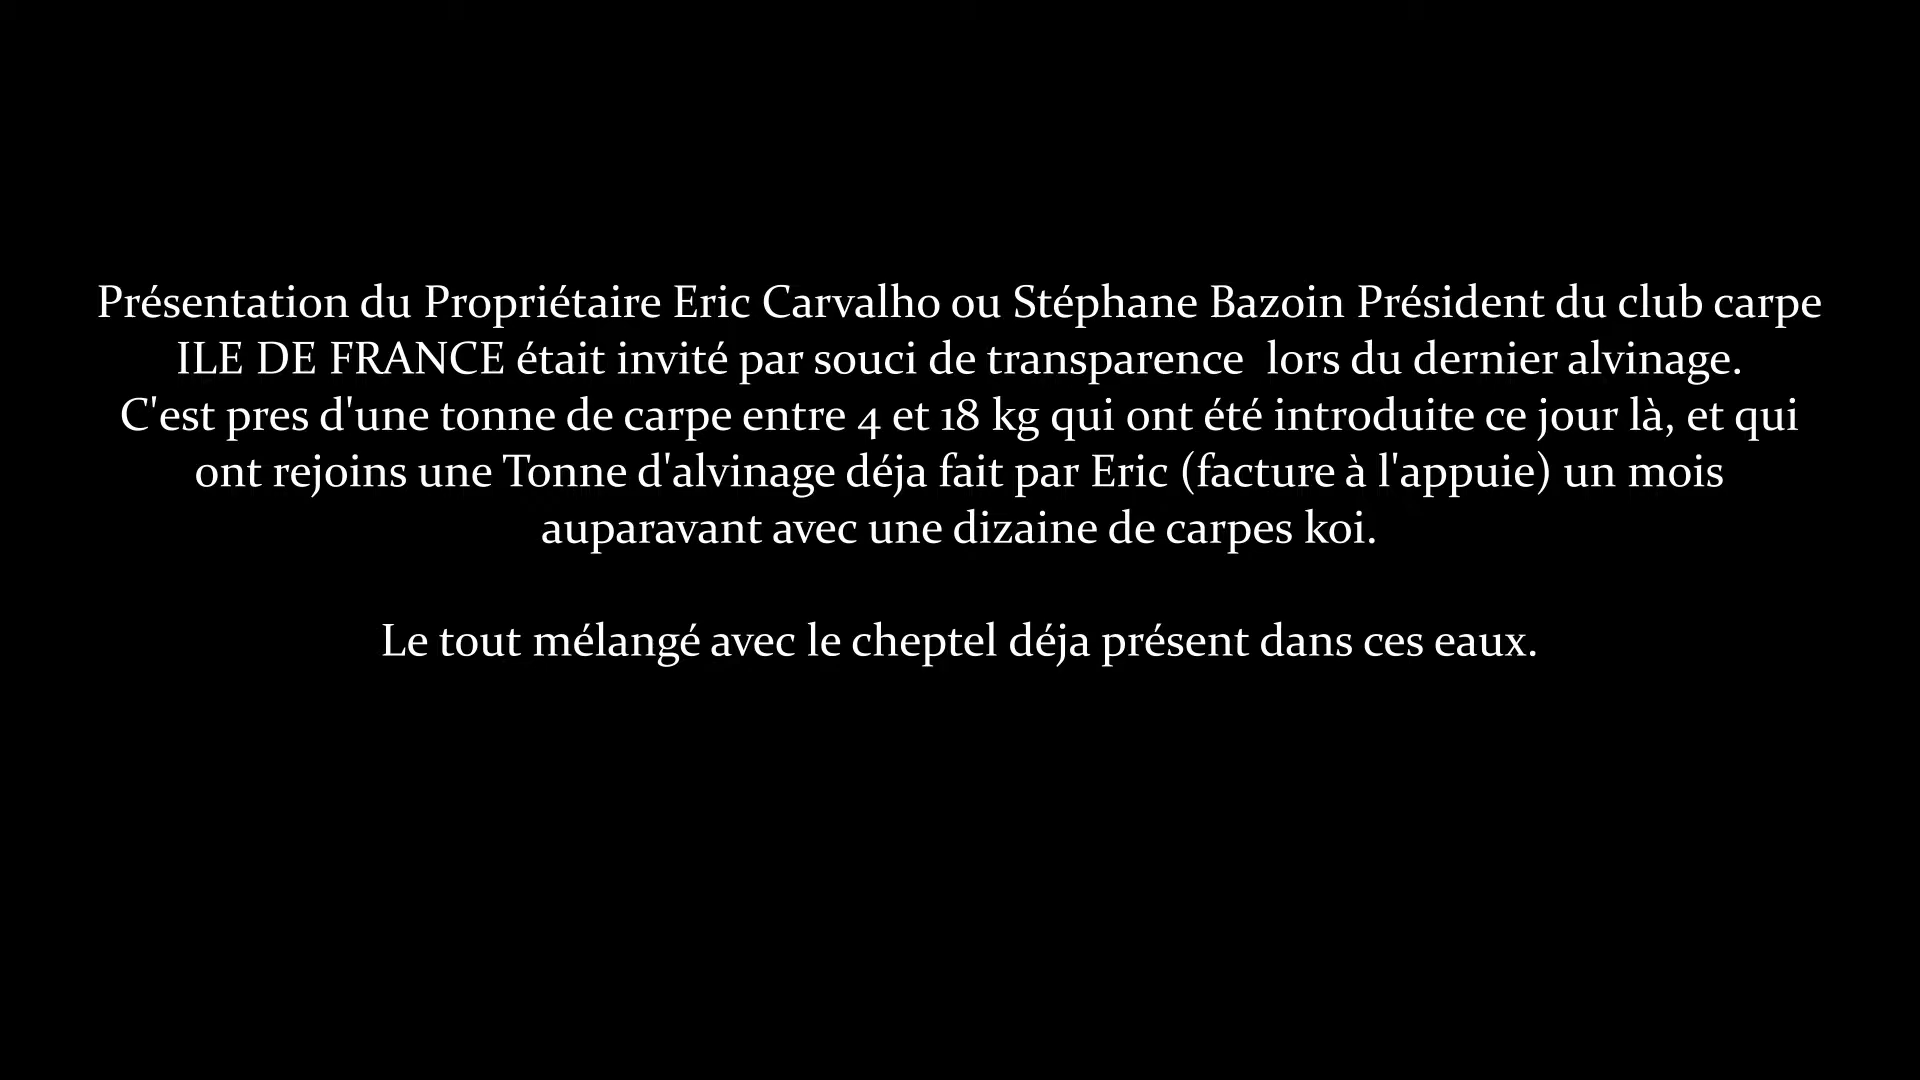 Présentation du Propriétaire Eric Carvalho ou Stéphane Bazoin Président du club carpe
ILE DE FRANCE était invité par souci de transparence  lors du dernier alvinage.
C'est pres d'une tonne de carpe entre 4 et 18 kg qui ont été introduite ce jour là, et qui
ont rejoins une Tonne d'alvinage déja fait par Eric (facture à l'appuie) un mois
auparavant avec une dizaine de carpes koi.
Le tout mélangé avec le cheptel déja présent dans ces eaux.